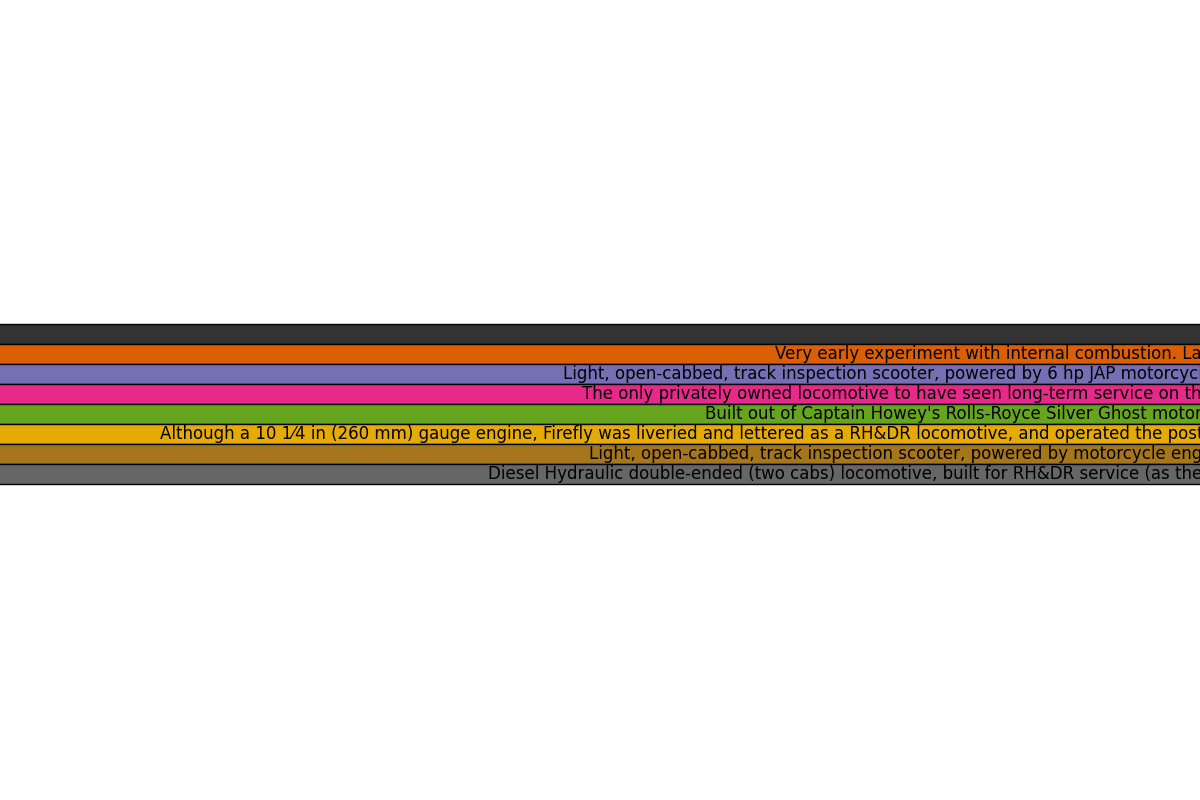 Very early experiment with internal combustion. La
Light, open-cabbed, track inspection scooter, powered by 6 hp JAP motorcyc
The only privately owned locomotive to have seen long-term service on th
Built out of Captain Howey's Rolls-Royce Silver Ghost motor
Although a 10 1⁄4 in (260 mm) gauge engine, Firefly was liveried and lettered as a RH&DR locomotive, and operated the post
Light, open-cabbed, track inspection scooter, powered by motorcycle eng
Diesel Hydraulic double-ended (two cabs) locomotive, built for RH&DR service (as the